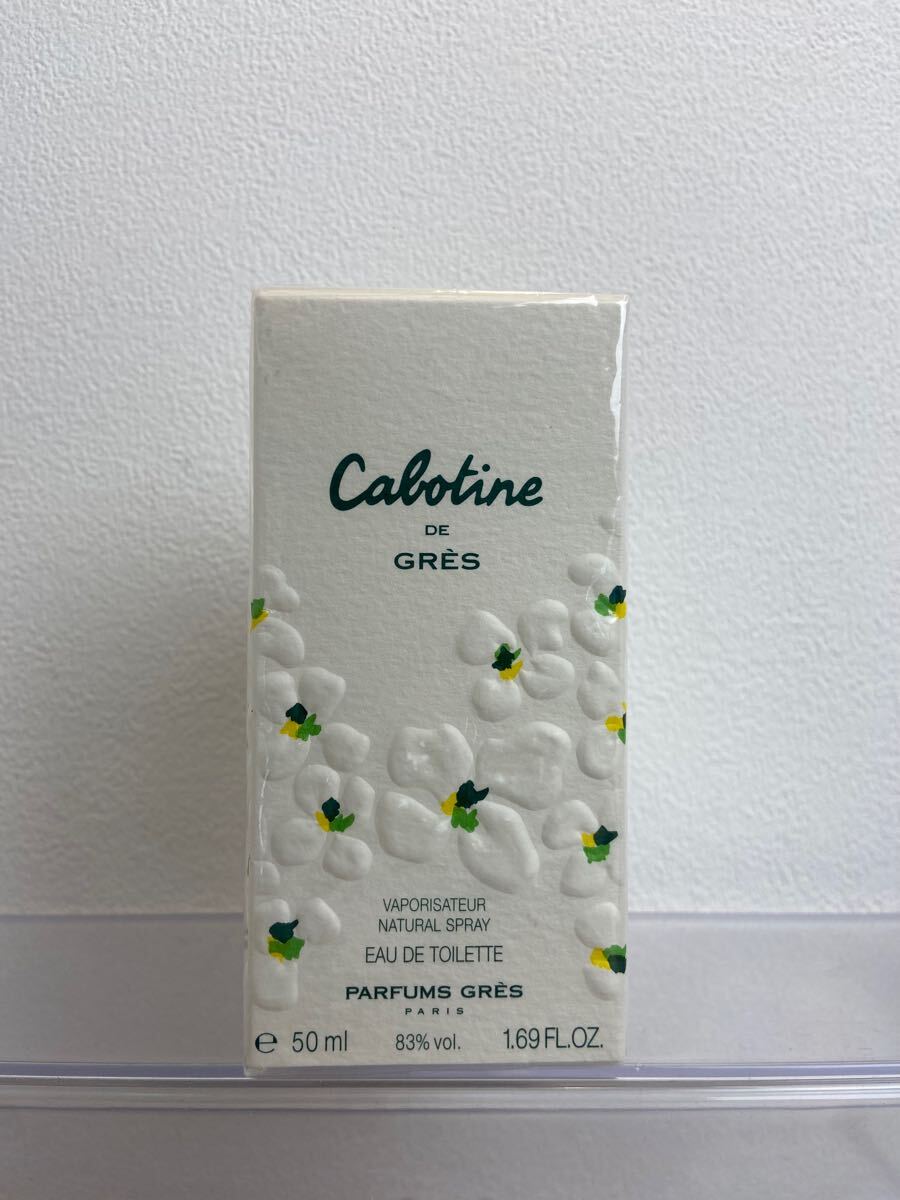 Cabotine
DE
GRÈS
VAPORISATEUR
NATURAL SPRAY
EAU DE TOILETTE
PARFUMS GRÈS
PARIS
℮ 50 ml 83% vol. 1.69 FL.OZ.